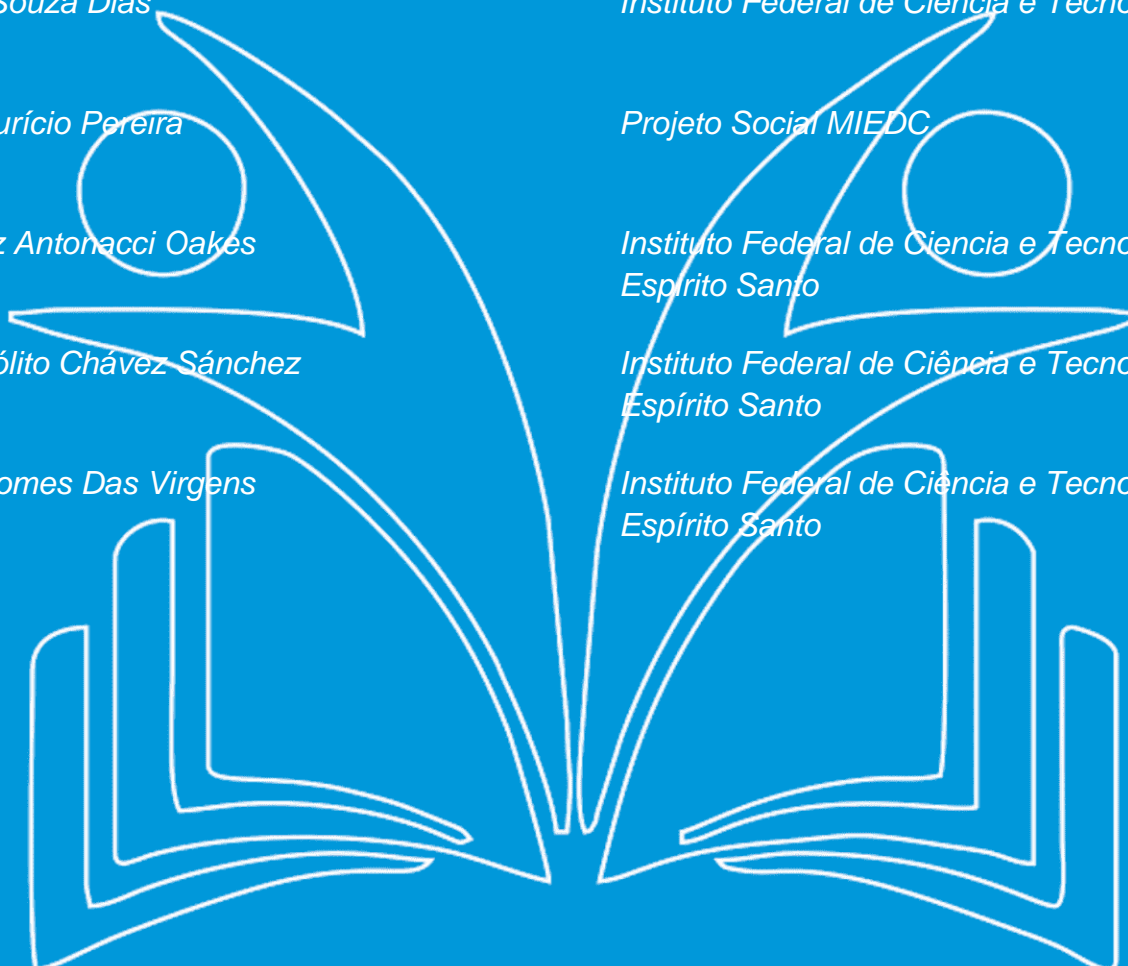 Souza Dias Instituto Federal de Ciência e Tecno
urício Pereira Projeto Social MIEDC
z Antonacci Oakes Instituto Federal de Ciencia e Tecno
Espírito Santo
ólito Chávez Sánchez Instituto Federal de Ciência e Tecno
Espírito Santo
omes Das Virgens Instituto Federal de Ciência e Tecno
Espírito Santo